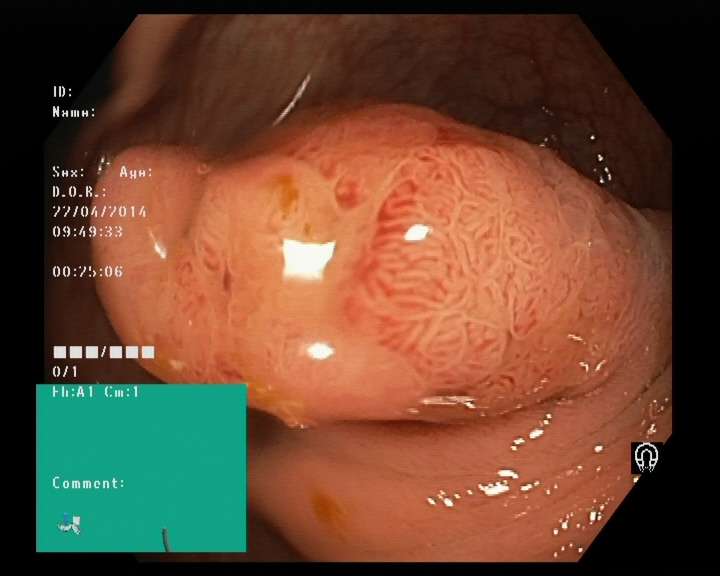 ID:
Name:
Sex: Age:
D.O.B.:
22/04/2014
09:49:33
00:25:06
■■■/■■■
0/1
Eh:A1 Cm:1
Comment: